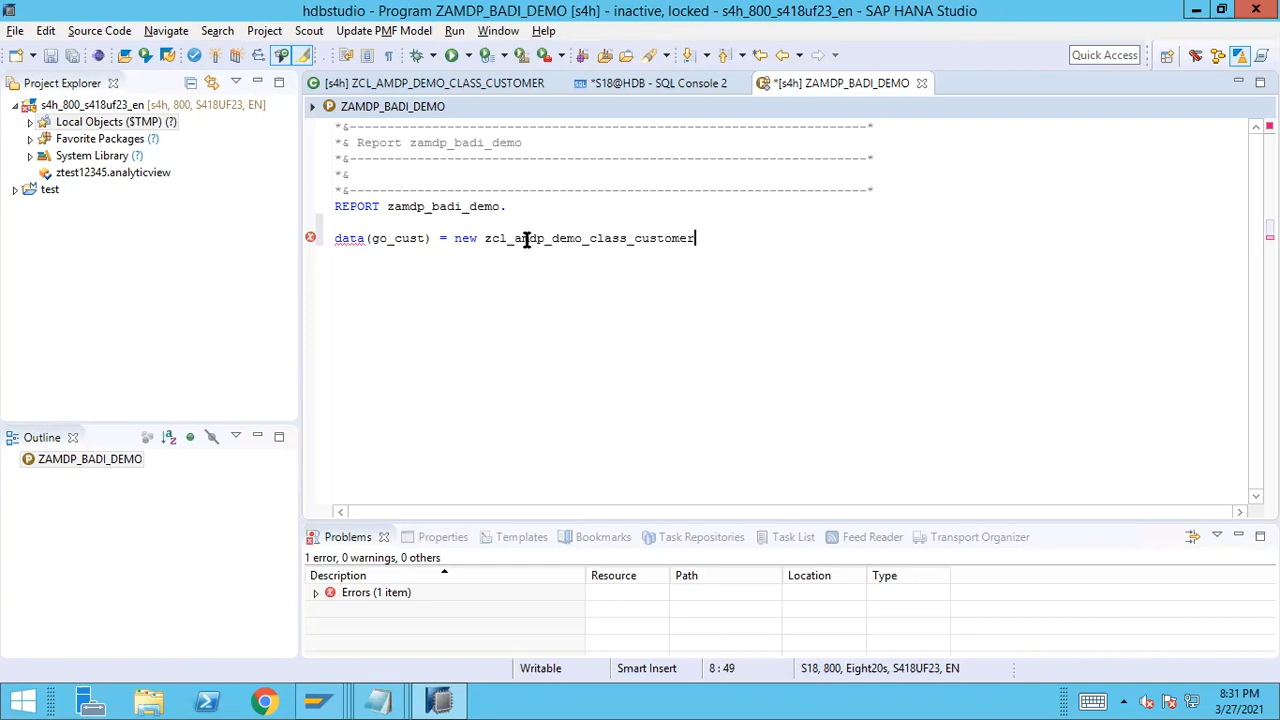 hdbstudio - Program ZAMDP_BADI_DEMO [s4h] - inactive, locked - s4h_800_s418uf23_en - SAP HANA Studio
File Edit Source Code Navigate Search Project Scout Update PMF Model Run Window Help
Quick Access
Project Explorer
[s4h] ZCL_AMDP_DEMO_CLASS_CUSTOMER
*S18@HDB - SQL Console 2
*[s4h] ZAMDP_BADI_DEMO
s4h_800_s418uf23_en [s4h, 800, S418UF23, EN]
Local Objects ($TMP) (?)
Favorite Packages (?)
System Library (?)
ztest12345.analyticview
test
ZAMDP_BADI_DEMO
*&---------------------------------------------------------------------*
*& Report zamdp_badi_demo
*&---------------------------------------------------------------------*
*&
*&---------------------------------------------------------------------*
REPORT zamdp_badi_demo.
data(go_cust) = new zcl_amdp_demo_class_customer
Outline
ZAMDP_BADI_DEMO
Problems Properties Templates Bookmarks Task Repositories Task List Feed Reader Transport Organizer
1 error, 0 warnings, 0 others
Description Resource Path Location Type
Errors (1 item)
Writable Smart Insert 8 : 49 S18, 800, Eight20s, S418UF23, EN
8:31 PM
3/27/2021